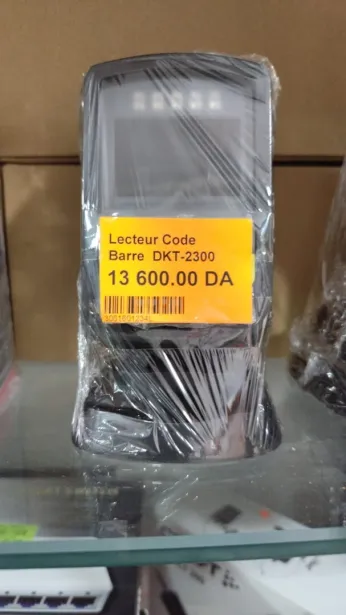 Lecteur Code
Barre DKT-2300
13 600.00 DA